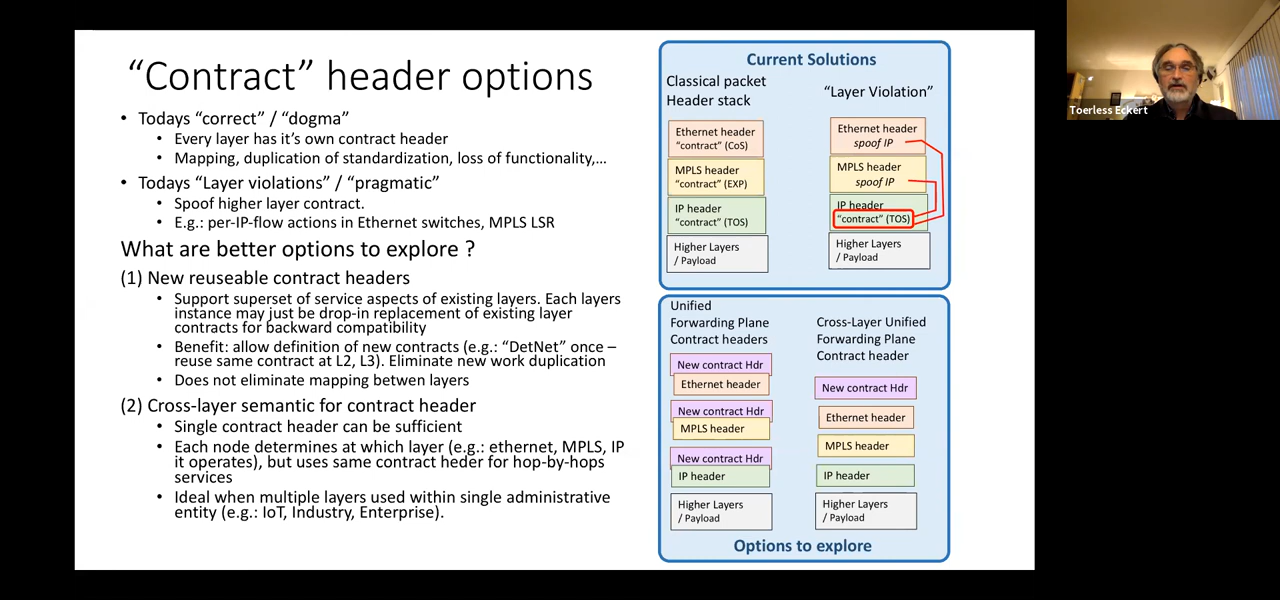 “Contract” header options
• Todays “correct” / “dogma”
• Every layer has it’s own contract header
• Mapping, duplication of standardization, loss of functionality,...
• Todays “Layer violations” / “pragmatic”
• Spoof higher layer contract.
• E.g.: per-IP-flow actions in Ethernet switches, MPLS LSR
What are better options to explore ?
(1) New reuseable contract headers
• Support superset of service aspects of existing layers. Each layers
instance may just be drop-in replacement of existing layer
contracts for backward compatibility
• Benefit: allow definition of new contracts (e.g.: “DetNet” once –
reuse same contract at L2, L3). Eliminate new work duplication
• Does not eliminate mapping betwen layers
(2) Cross-layer semantic for contract header
• Single contract header can be sufficient
• Each node determines at which layer (e.g.: ethernet, MPLS, IP
it operates), but uses same contract heder for hop-by-hops
services
• Ideal when multiple layers used within single administrative
entity (e.g.: IoT, Industry, Enterprise).
Current Solutions
Classical packet
Header stack
Ethernet header
“contract” (CoS)
MPLS header
“contract” (EXP)
IP header
“contract” (TOS)
Higher Layers
/ Payload
“Layer Violation”
Ethernet header
spoof IP
MPLS header
spoof IP
IP header
“contract” (TOS)
Higher Layers
/ Payload
Unified
Forwarding Plane
Contract headers
New contract Hdr
Ethernet header
New contract Hdr
MPLS header
New contract Hdr
IP header
Higher Layers
/ Payload
Cross-Layer Unified
Forwarding Plane
Contract header
New contract Hdr
Ethernet header
MPLS header
IP header
Higher Layers
/ Payload
Options to explore
Toerless Eckert